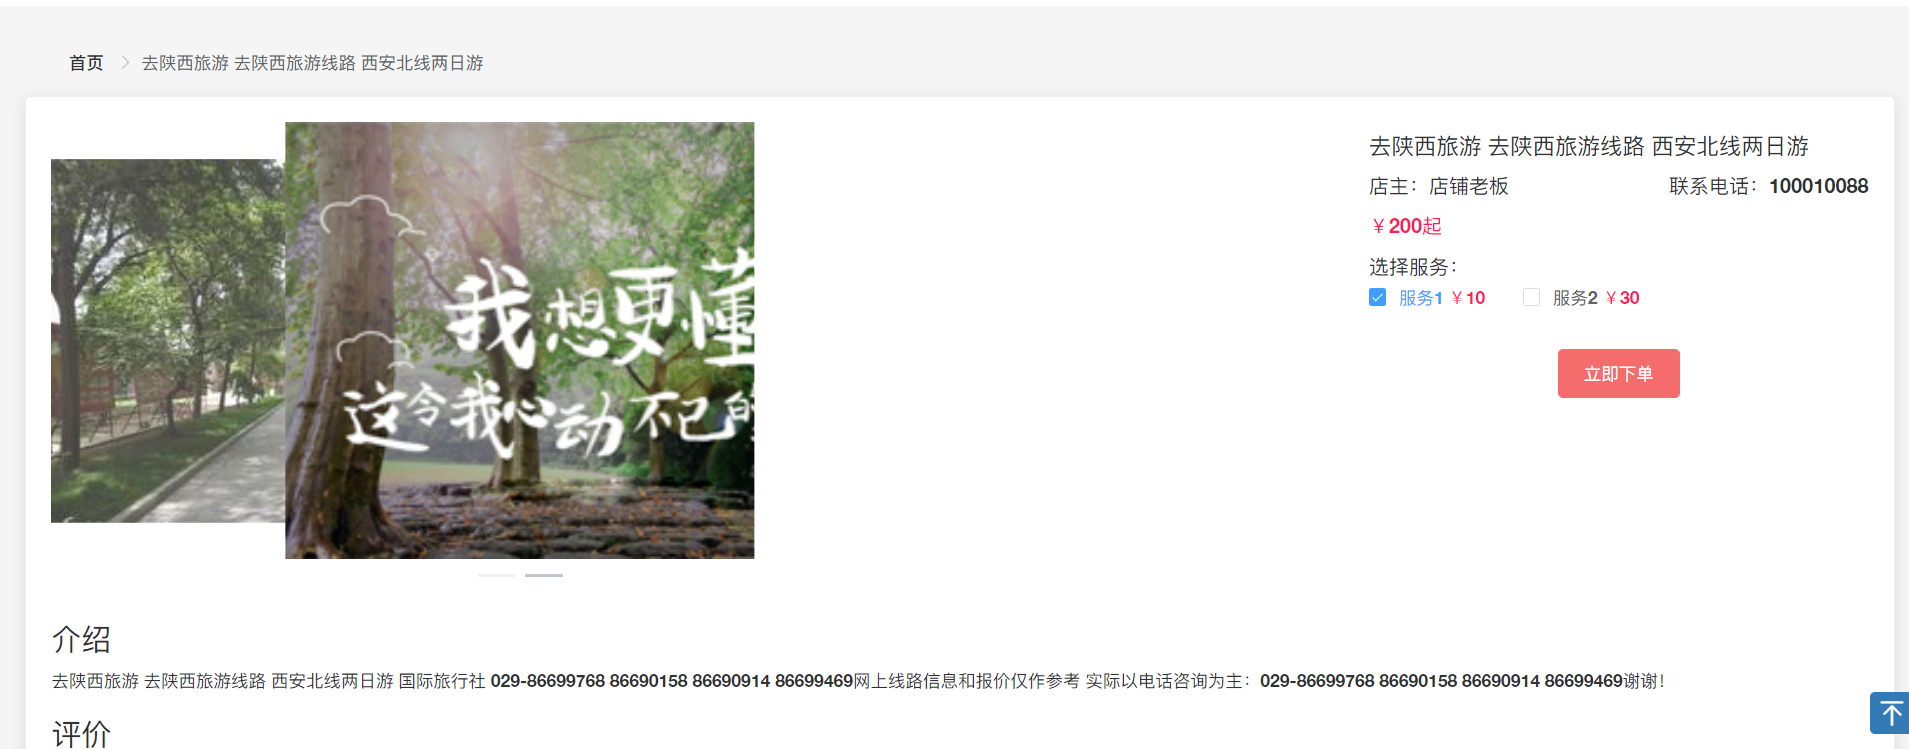 首页 > 去陕西旅游 去陕西旅游线路 西安北线两日游
我想更懂
这令我心动不已的
去陕西旅游 去陕西旅游线路 西安北线两日游
店主：店铺老板 联系电话：100010088
￥200起
选择服务：
服务1 ￥10 服务2 ￥30
立即下单
介绍
去陕西旅游 去陕西旅游线路 西安北线两日游 国际旅行社 029-86699768 86690158 86690914 86699469网上线路信息和报价仅作参考 实际以电话咨询为主：029-86699768 86690158 86690914 86699469谢谢！
评价